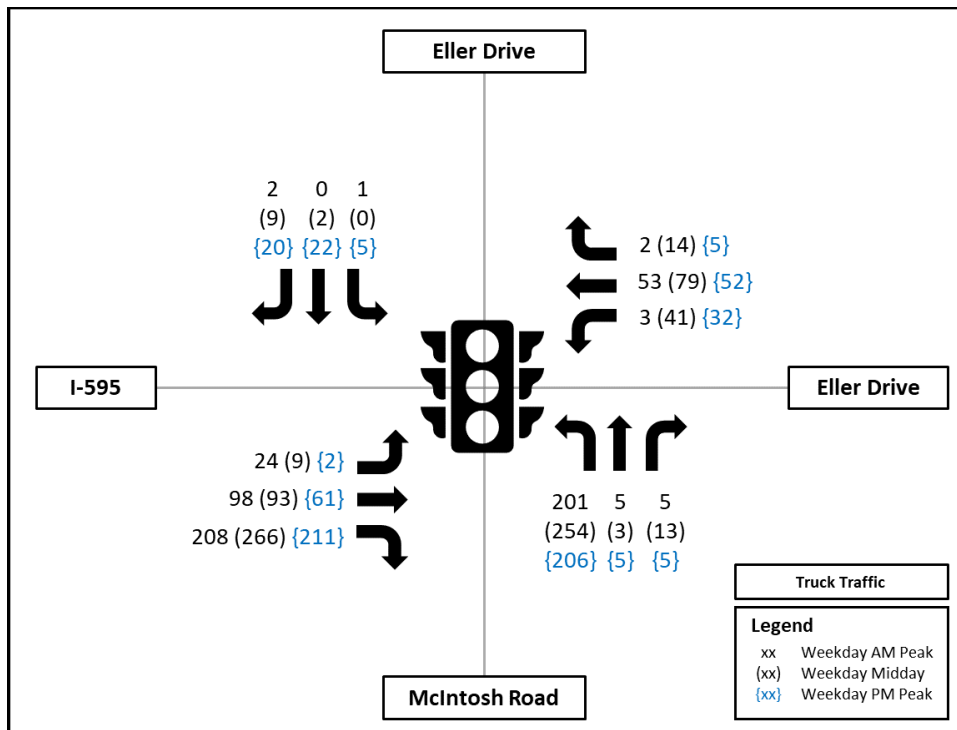 Eller Drive
2 0 1
(9) (2) (0)
{20} {22} {5}
2 (14) {5}
53 (79) {52}
3 (41) {32}
I-595
Eller Drive
24 (9) {2}
98 (93) {61}
208 (266) {211}
201 5 5
(254) (3) (13)
{206} {5} {5}
Truck Traffic
Legend
xx Weekday AM Peak
(xx) Weekday Midday
{xx} Weekday PM Peak
McIntosh Road